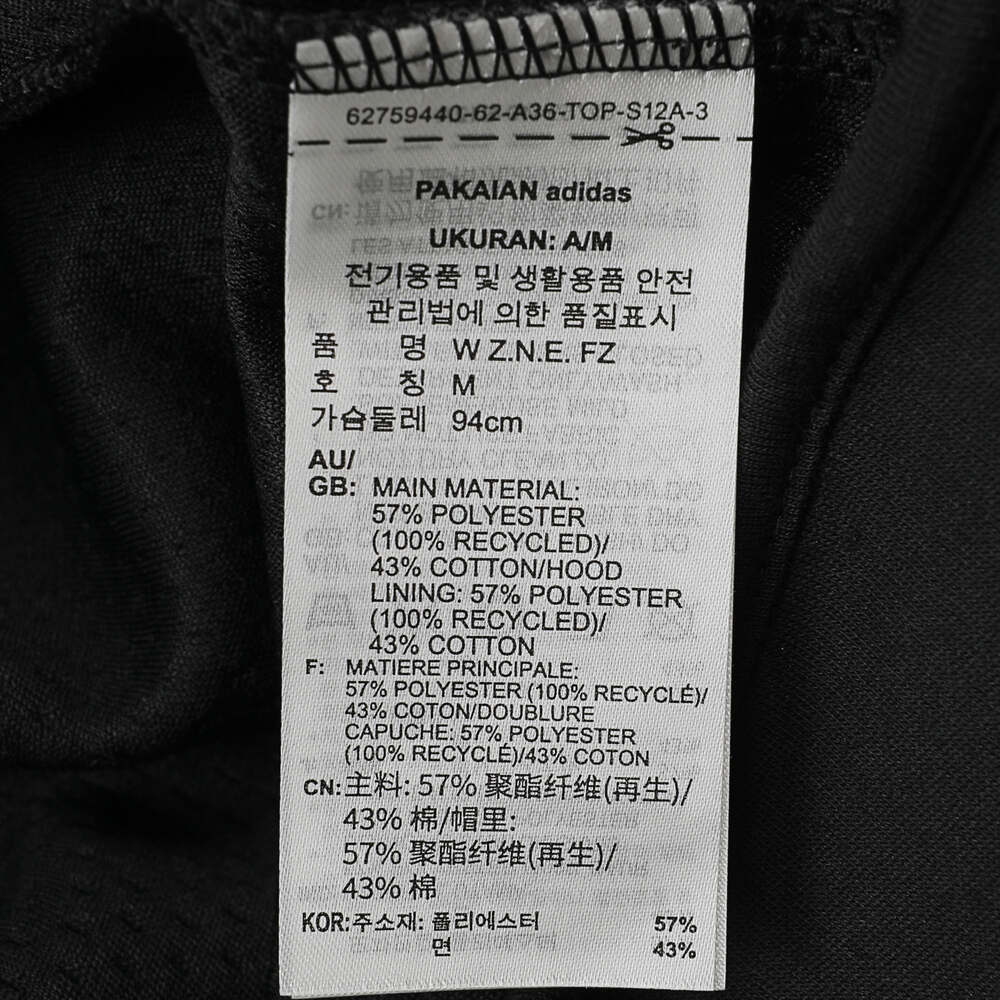 62759440-62-A36-TOP-S12A-3
PAKAIAN adidas
UKURAN: A/M
전기용품 및 생활용품 안전
관리법에 의한 품질표시
품 명 W Z.N.E. FZ
호 칭 M
가슴둘레 94cm
AU/
GB: MAIN MATERIAL:
57% POLYESTER
(100% RECYCLED)/
43% COTTON/HOOD
LINING: 57% POLYESTER
(100% RECYCLED)/
43% COTTON
F: MATIERE PRINCIPALE:
57% POLYESTER (100% RECYCLÉ)/
43% COTON/DOUBLURE
CAPUCHE: 57% POLYESTER
(100% RECYCLÉ)/43% COTON
CN: 主料: 57% 聚酯纤维(再生)/
43% 棉/帽里:
57% 聚酯纤维(再生)/
43% 棉
KOR: 주소재: 폴리에스터 57%
면 43%